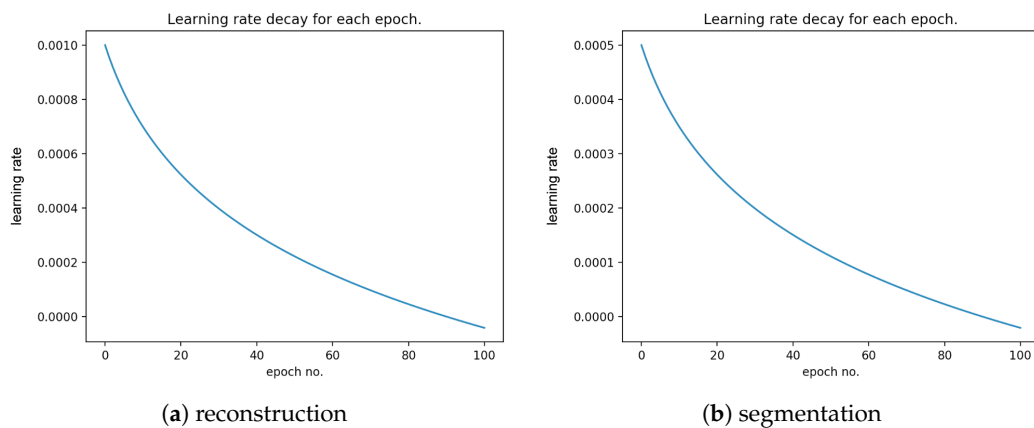 Learning rate decay for each epoch.
0.0010
0.0008
0.0006
0.0004
0.0002
0.0000
learning rate
0 20 40 60 80 100
epoch no.
(a) reconstruction
Learning rate decay for each epoch.
0.0005
0.0004
0.0003
0.0002
0.0001
0.0000
learning rate
0 20 40 60 80 100
epoch no.
(b) segmentation